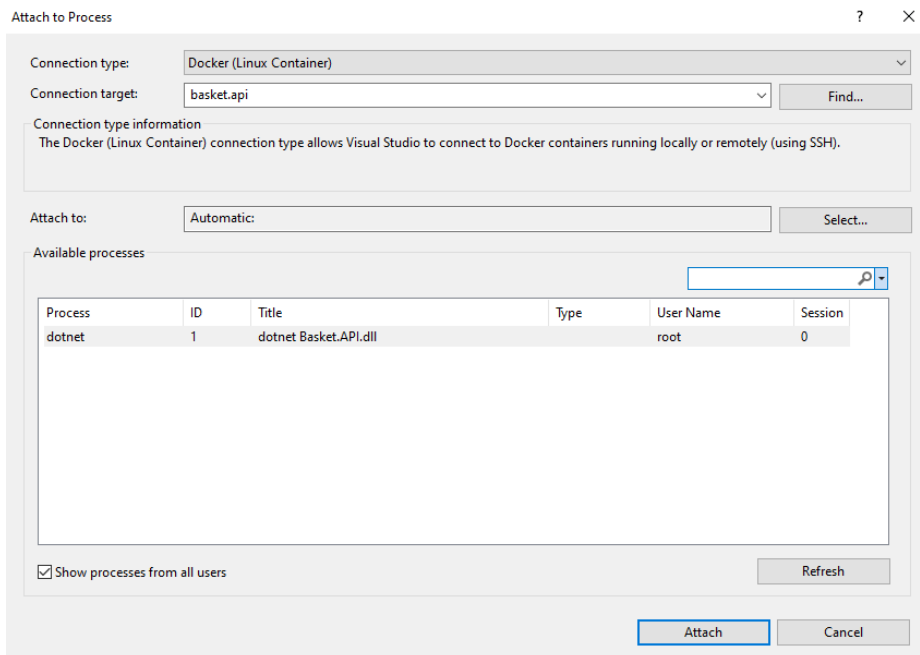 Attach to Process
Connection type: Docker (Linux Container)
Connection target: basket.api Find...
Connection type information
The Docker (Linux Container) connection type allows Visual Studio to connect to Docker containers running locally or remotely (using SSH).
Attach to: Automatic: Select...
Available processes
Process ID Title Type User Name Session
dotnet 1 dotnet Basket.API.dll root 0
Show processes from all users Refresh
Attach Cancel